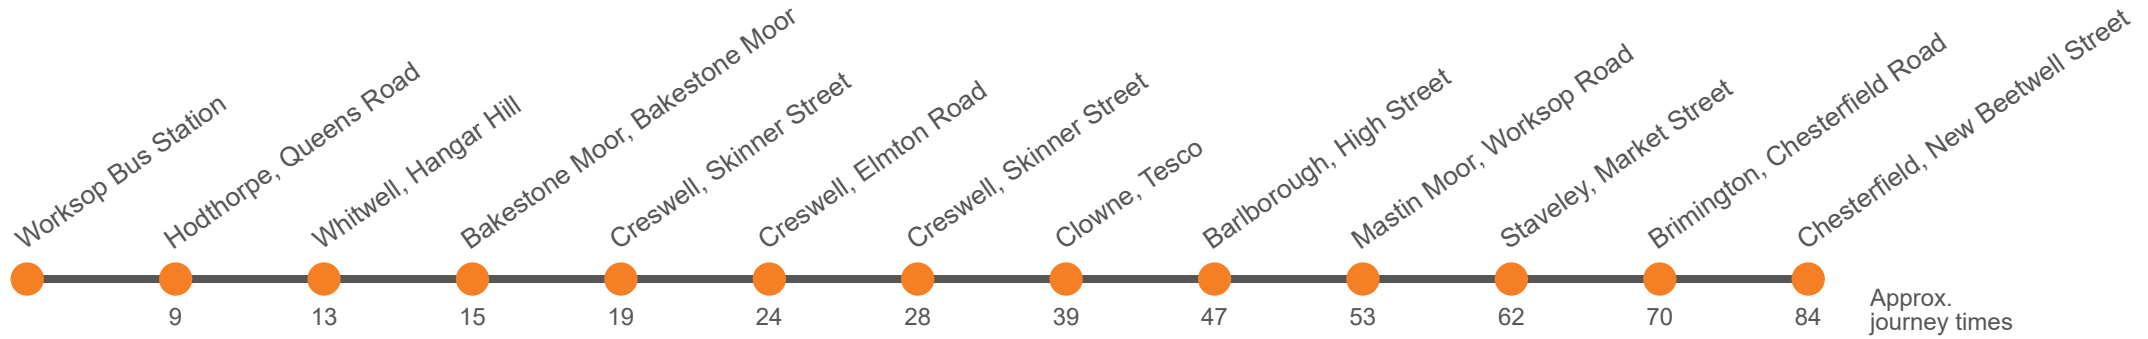 Worksop Bus Station
Hodthorpe, Queens Road
Whitwell, Hangar Hill
Bakestone Moor, Bakestone Moor
Creswell, Skinner Street
Creswell, Elmton Road
Creswell, Skinner Street
Clowne, Tesco
Barlborough, High Street
Mastin Moor, Worksop Road
Staveley, Market Street
Brimington, Chesterfield Road
Chesterfield, New Beetwell Street
9 13 15 19 24 28 39 47 53 62 70 84
Approx.
journey times